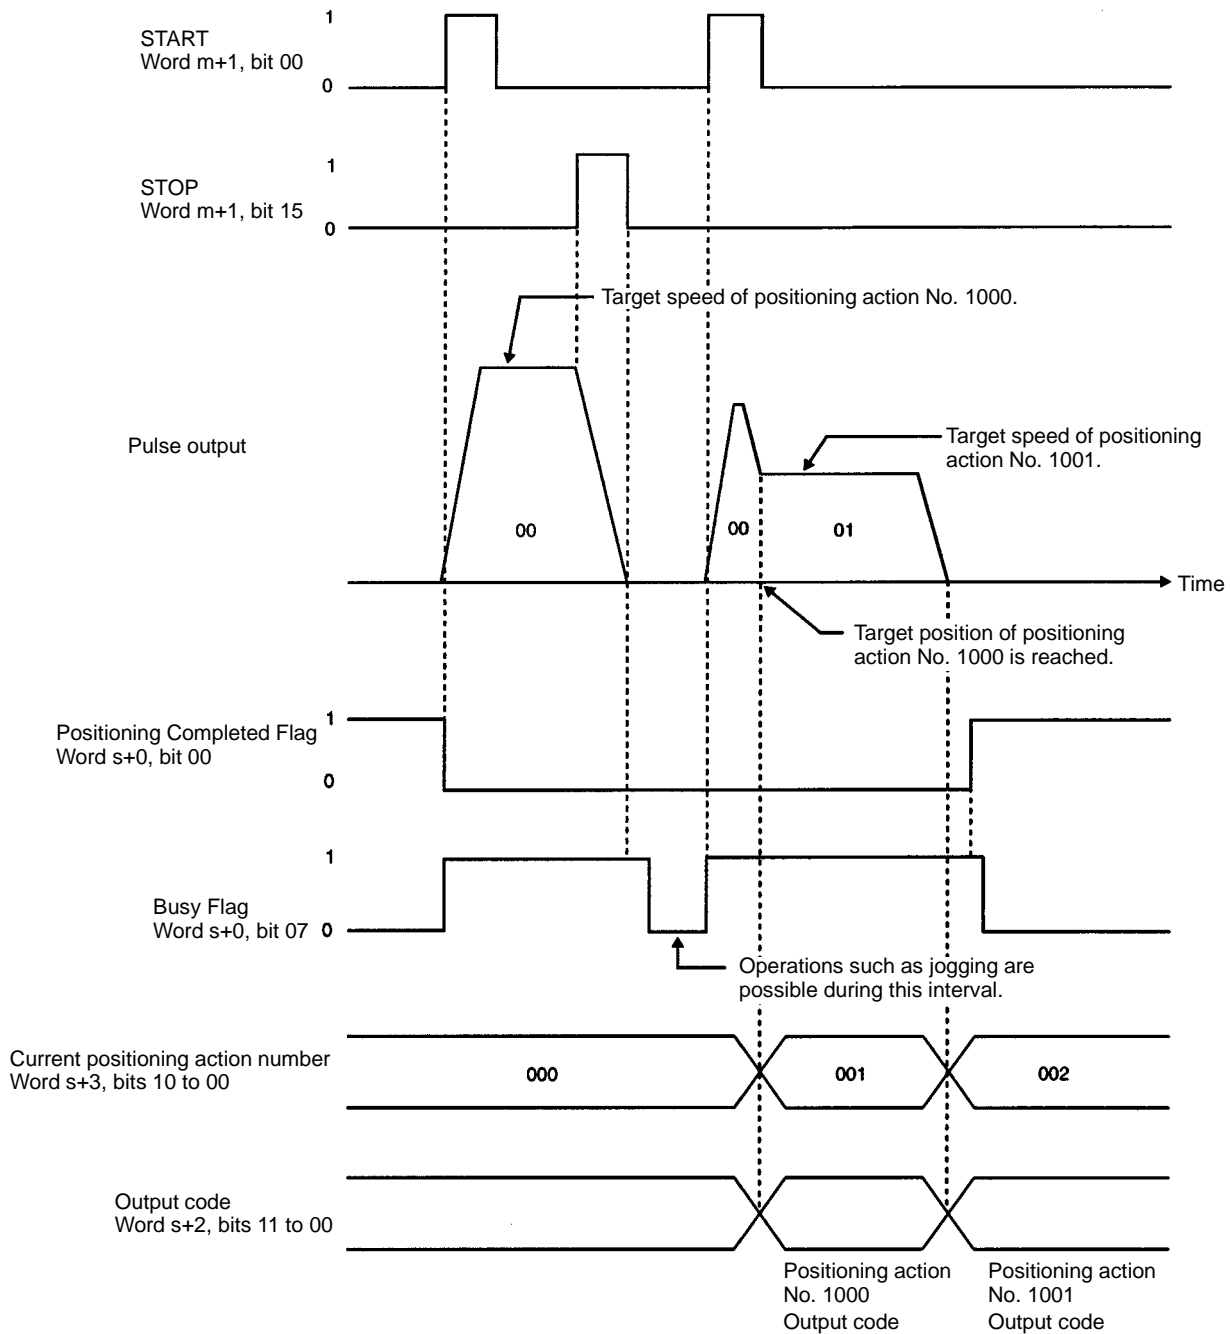 1
START
Word m+1, bit 00
0
1
STOP
Word m+1, bit 15
0
Target speed of positioning action No. 1000.
Pulse output
Target speed of positioning
action No. 1001.
00
00
01
Time
Target position of positioning
action No. 1000 is reached.
Positioning Completed Flag
Word s+0, bit 00
1
0
1
Busy Flag
Word s+0, bit 07
0
Operations such as jogging are
possible during this interval.
Current positioning action number
Word s+3, bits 10 to 00
000
001
002
Output code
Word s+2, bits 11 to 00
Positioning action
No. 1000
Output code
Positioning action
No. 1001
Output code